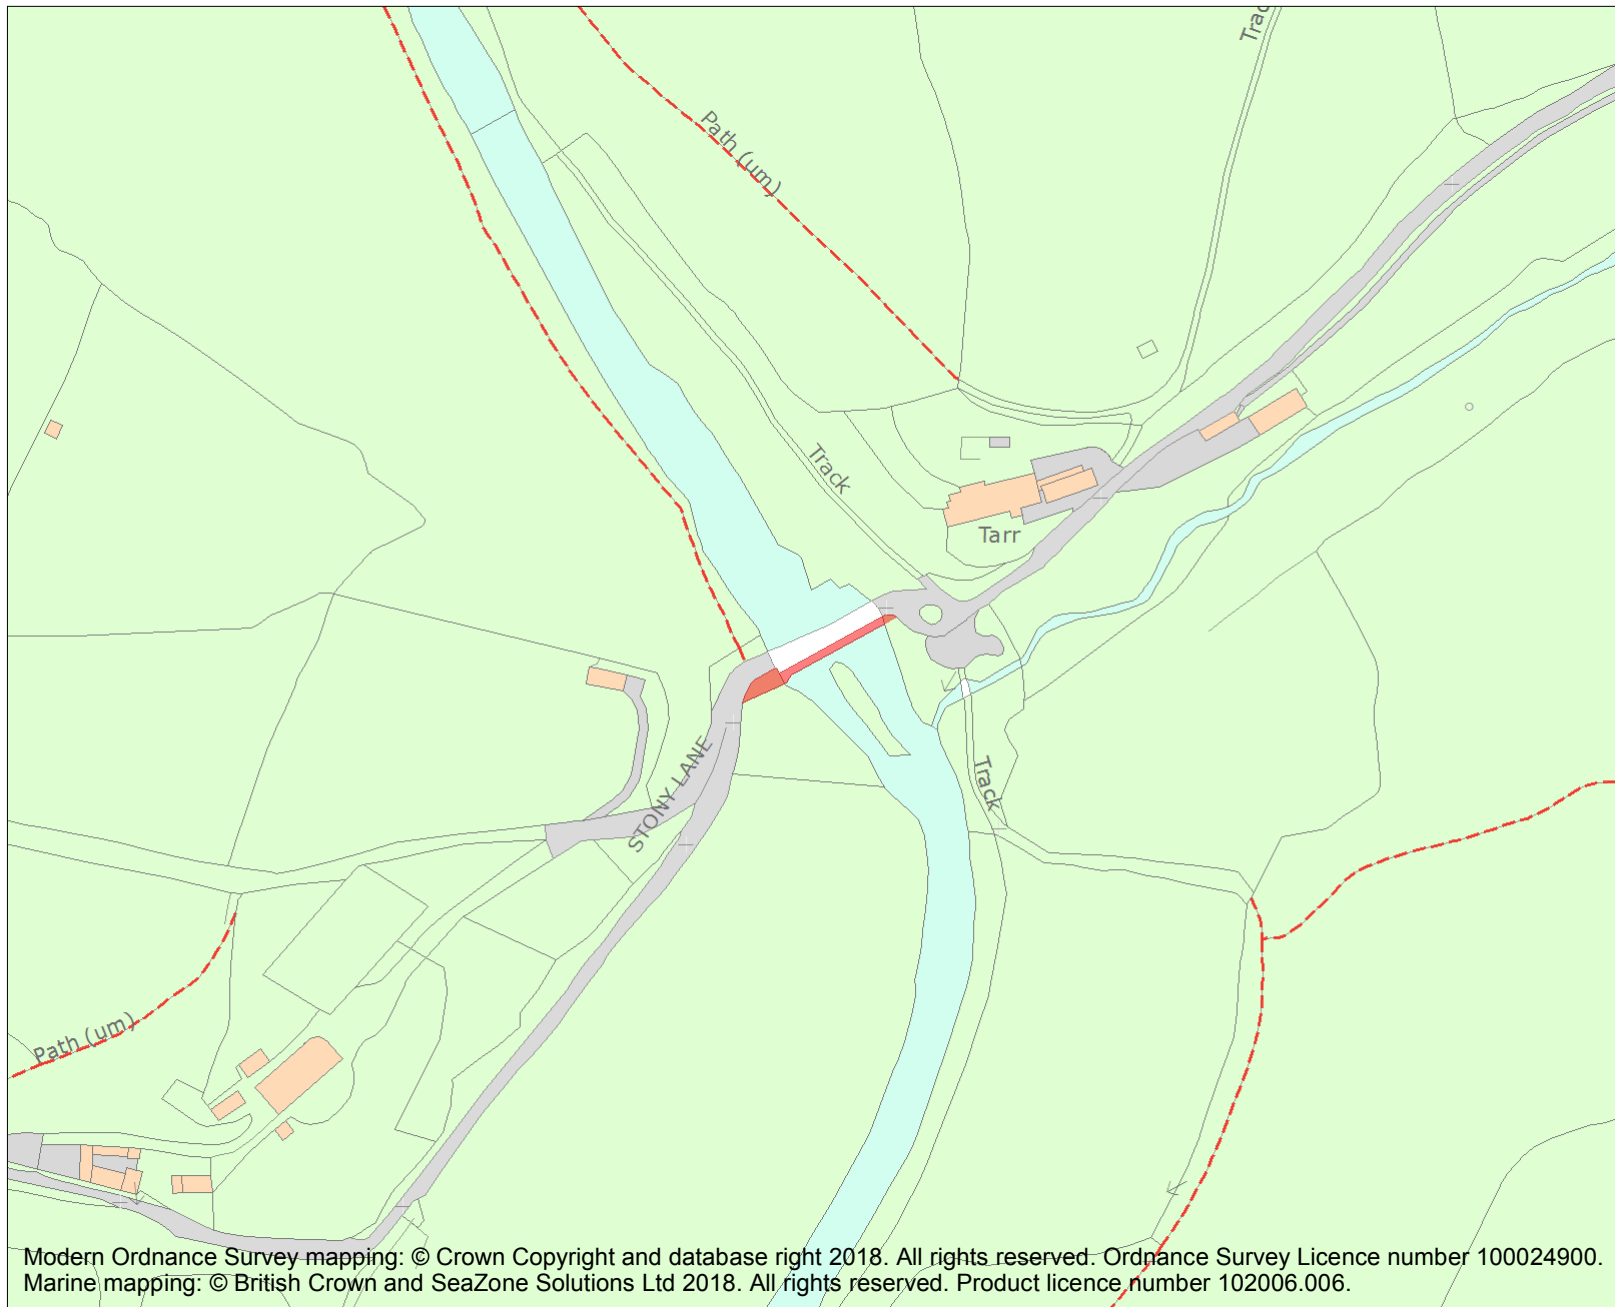 Trac
Path (um)
Track
Tarr
STONY LANE
Track
Path (um)
Modern Ordnance Survey mapping: © Crown Copyright and database right 2018. All rights reserved. Ordnance Survey Licence number 100024900.
Marine mapping: © British Crown and SeaZone Solutions Ltd 2018. All rights reserved. Product licence number 102006.006.